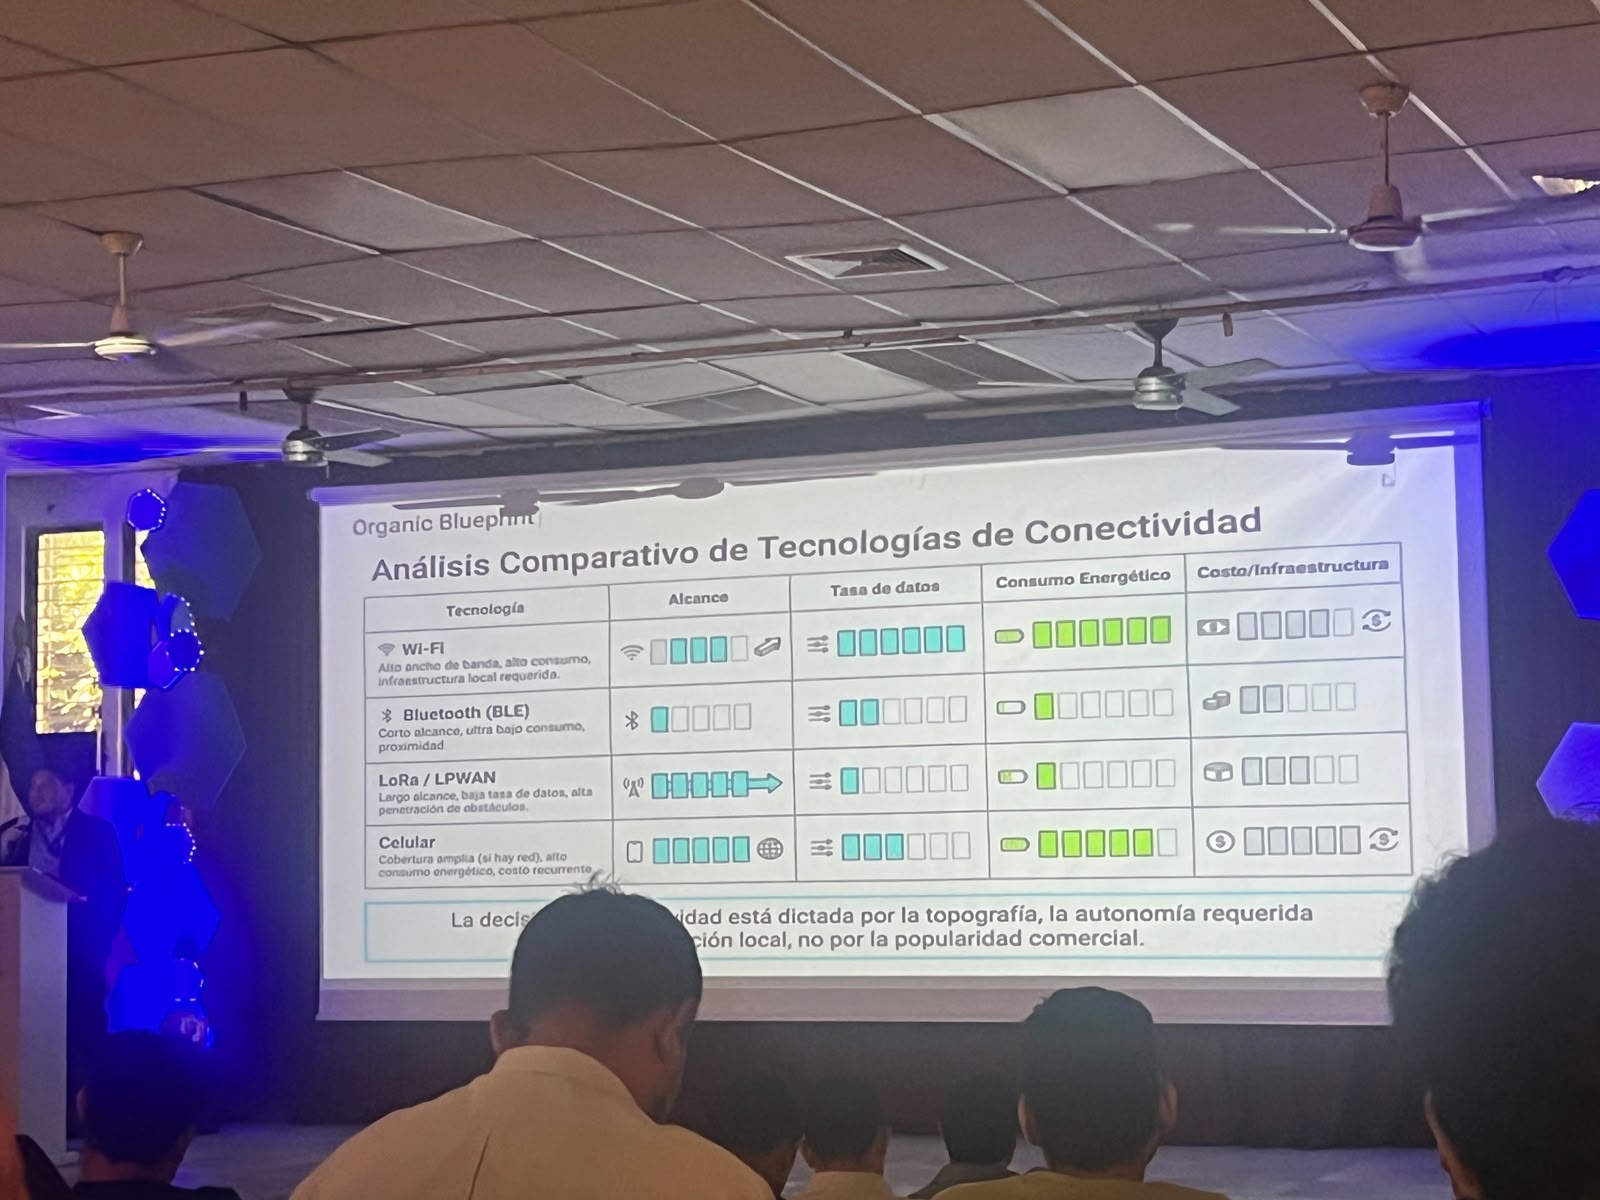 Organic Blueprint
Análisis Comparativo de Tecnologías de Conectividad
Tecnología
Alcance
Tasa de datos
Consumo Energético
Costo/Infraestructura
Wi-Fi
Alto ancho de banda, alto consumo,
infraestructura local requerida.
Bluetooth (BLE)
Corto alcance, ultra bajo consumo,
proximidad
LoRa / LPWAN
Largo alcance, baja tasa de datos, alta
penetración de obstáculos.
Celular
Cobertura amplia (si hay red), alto
consumo energético, costo recurrente
La decis vidad está dictada por la topografía, la autonomía requerida
ción local, no por la popularidad comercial.